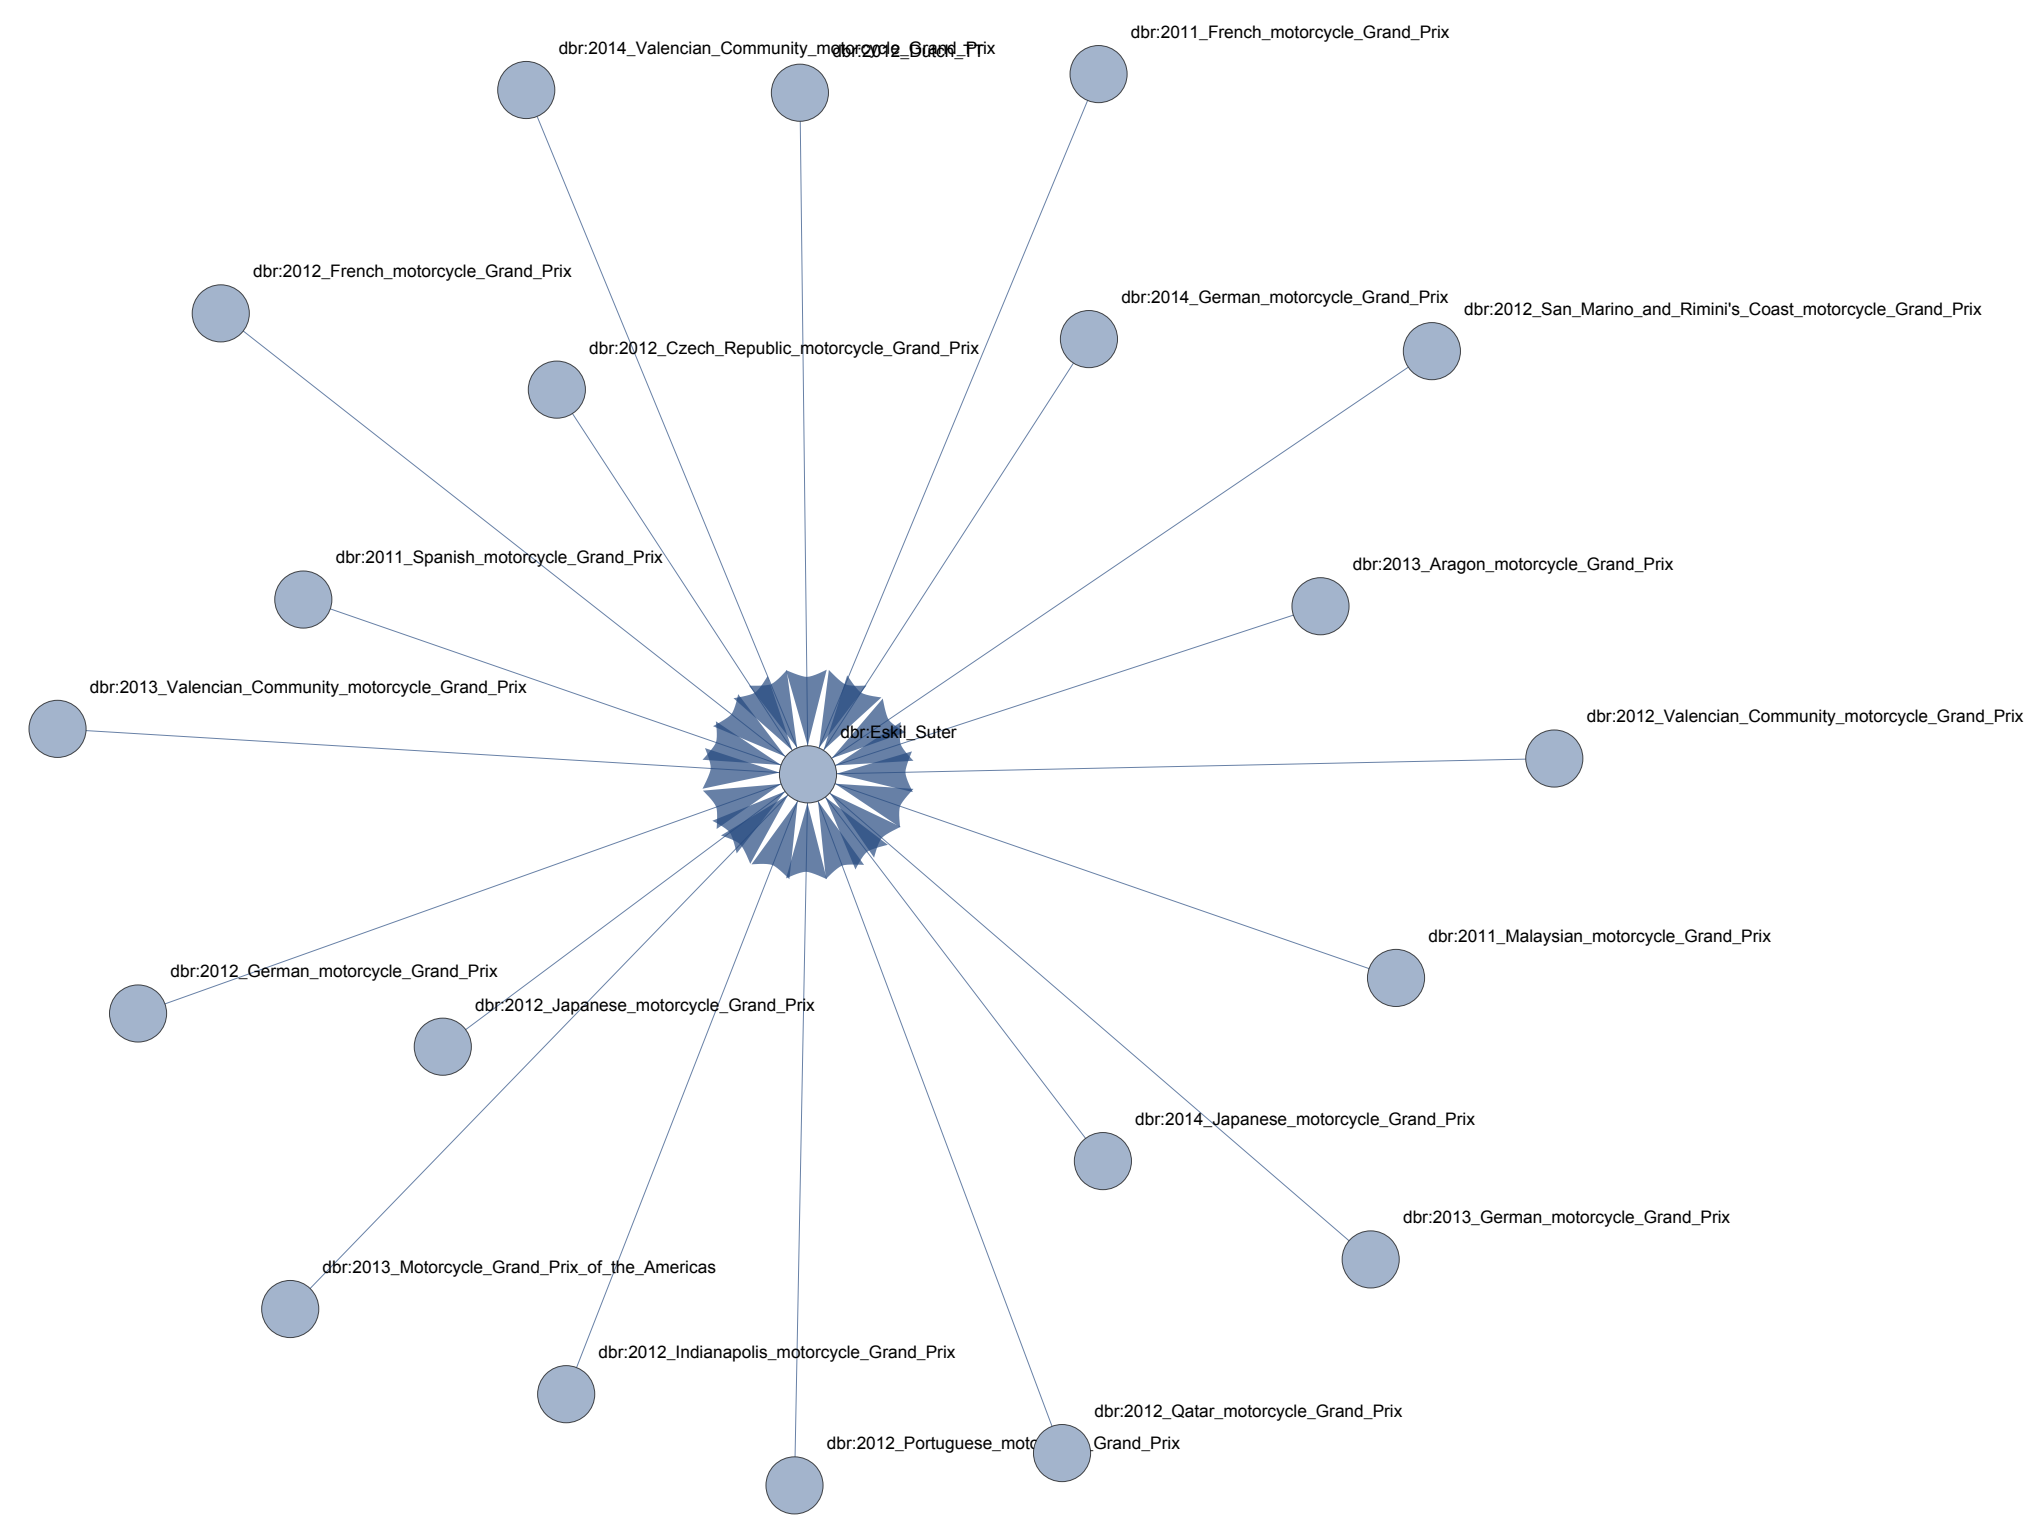 dbr:2011_French_motorcycle_Grand_Prix
dbr:2014_Valencian_Community_motorcycle_Grand_Prix
dbr:2012_Dutch_TT
dbr:2012_French_motorcycle_Grand_Prix
dbr:2014_German_motorcycle_Grand_Prix
dbr:2012_San_Marino_and_Rimini's_Coast_motorcycle_Grand_Prix
dbr:2012_Czech_Republic_motorcycle_Grand_Prix
dbr:2011_Spanish_motorcycle_Grand_Prix
dbr:2013_Aragon_motorcycle_Grand_Prix
dbr:2013_Valencian_Community_motorcycle_Grand_Prix
dbr:2012_Valencian_Community_motorcycle_Grand_Prix
dbr:Eskil_Suter
dbr:2011_Malaysian_motorcycle_Grand_Prix
dbr:2012_German_motorcycle_Grand_Prix
dbr:2012_Japanese_motorcycle_Grand_Prix
dbr:2014_Japanese_motorcycle_Grand_Prix
dbr:2013_German_motorcycle_Grand_Prix
dbr:2013_Motorcycle_Grand_Prix_of_the_Americas
dbr:2012_Indianapolis_motorcycle_Grand_Prix
dbr:2012_Qatar_motorcycle_Grand_Prix
dbr:2012_Portuguese_moto _Grand_Prix